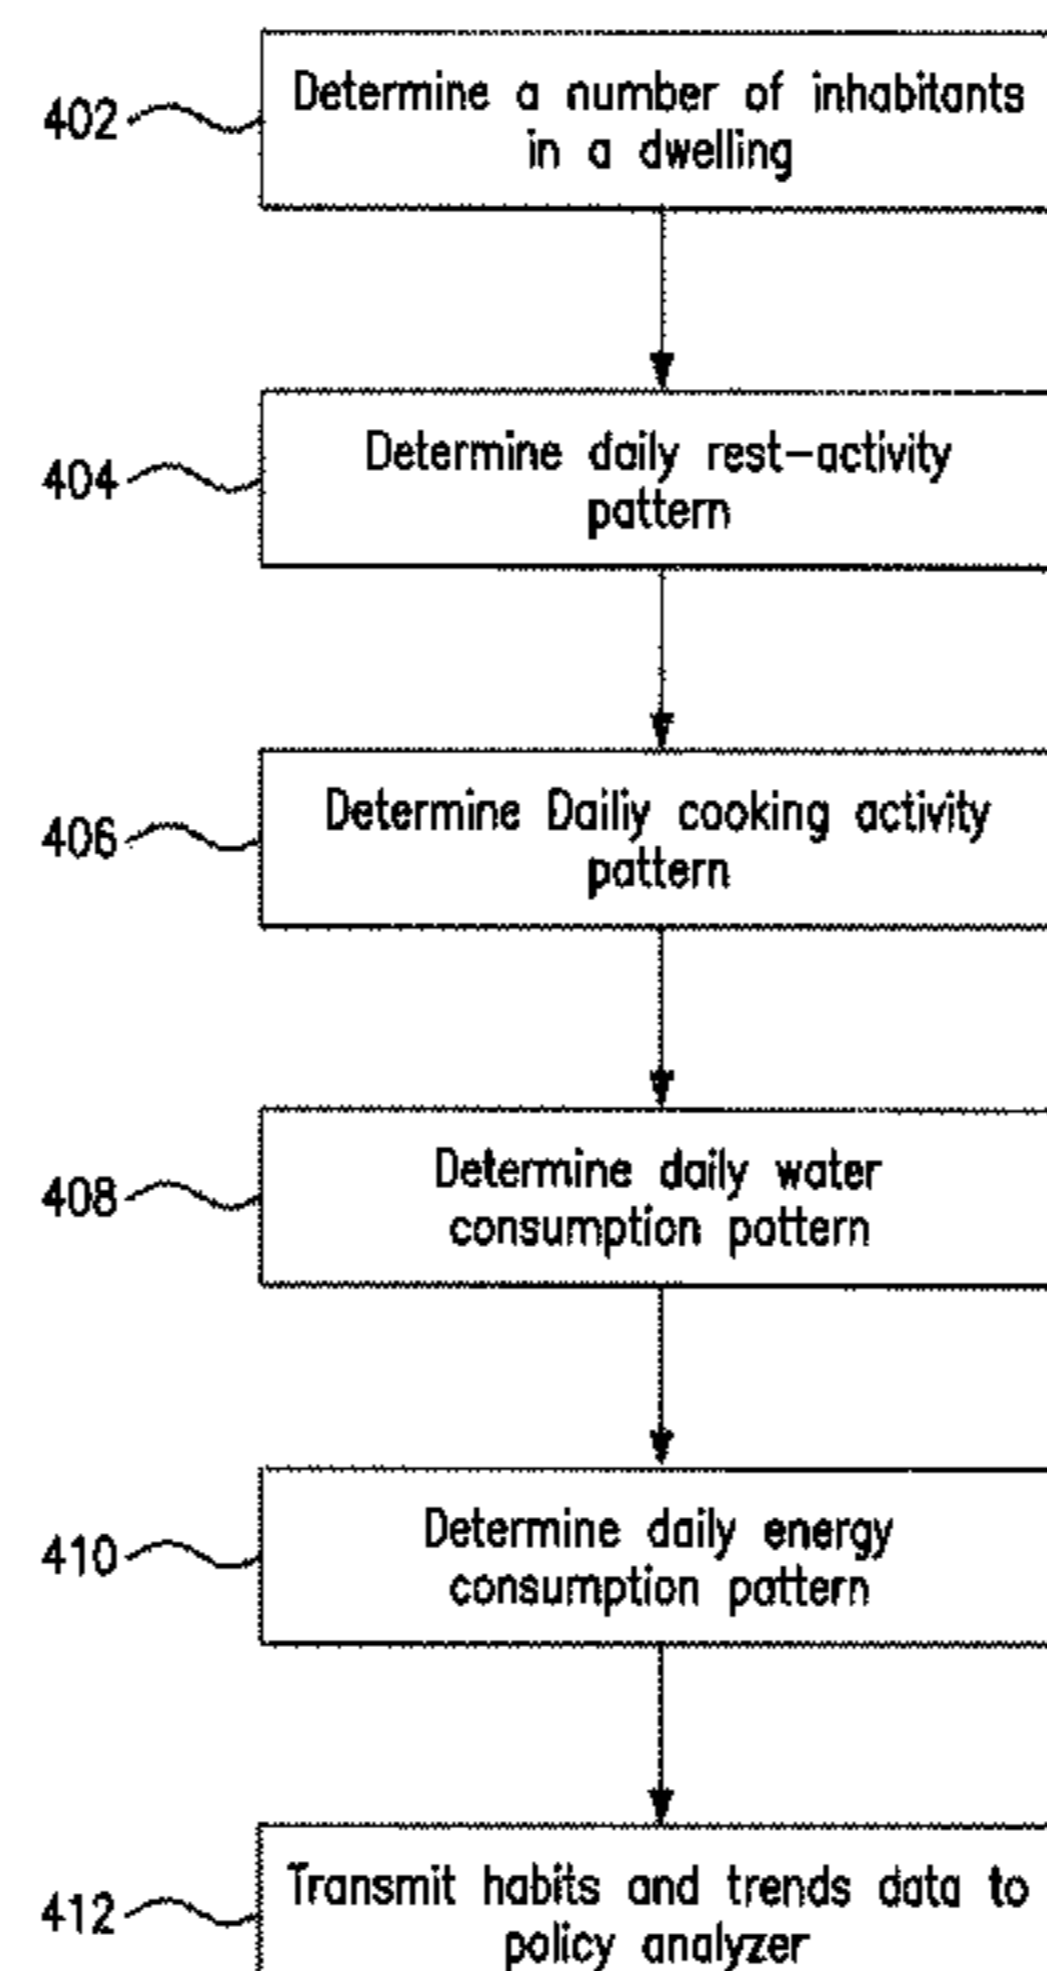 402
Determine a number of inhabitants
in a dwelling
404
Determine daily rest-activity
pattern
406
Determine Dailiy cooking activity
pattern
408
Determine daily water
consumption pattern
410
Determine daily energy
consumption pattern
412
Transmit habits and trends data to
policy analyzer